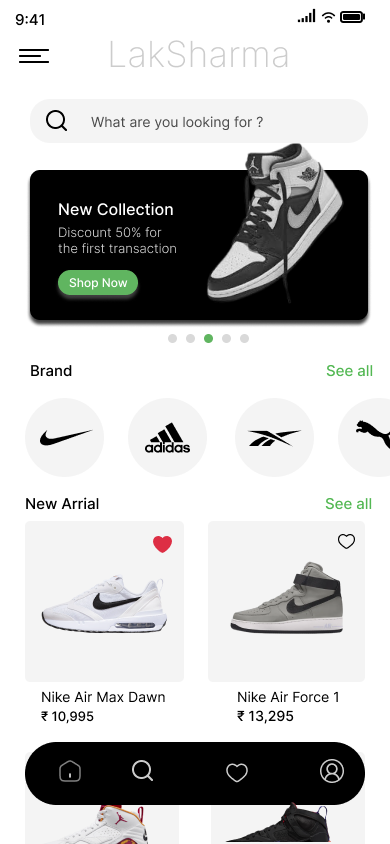 9:41
LakSharma
What are you looking for ?
New Collection
Discount 50% for
the first transaction
Shop Now
Brand
See all
adidas
New Arrial
See all
Nike Air Max Dawn
₹ 10,995
Nike Air Force 1
₹ 13,295